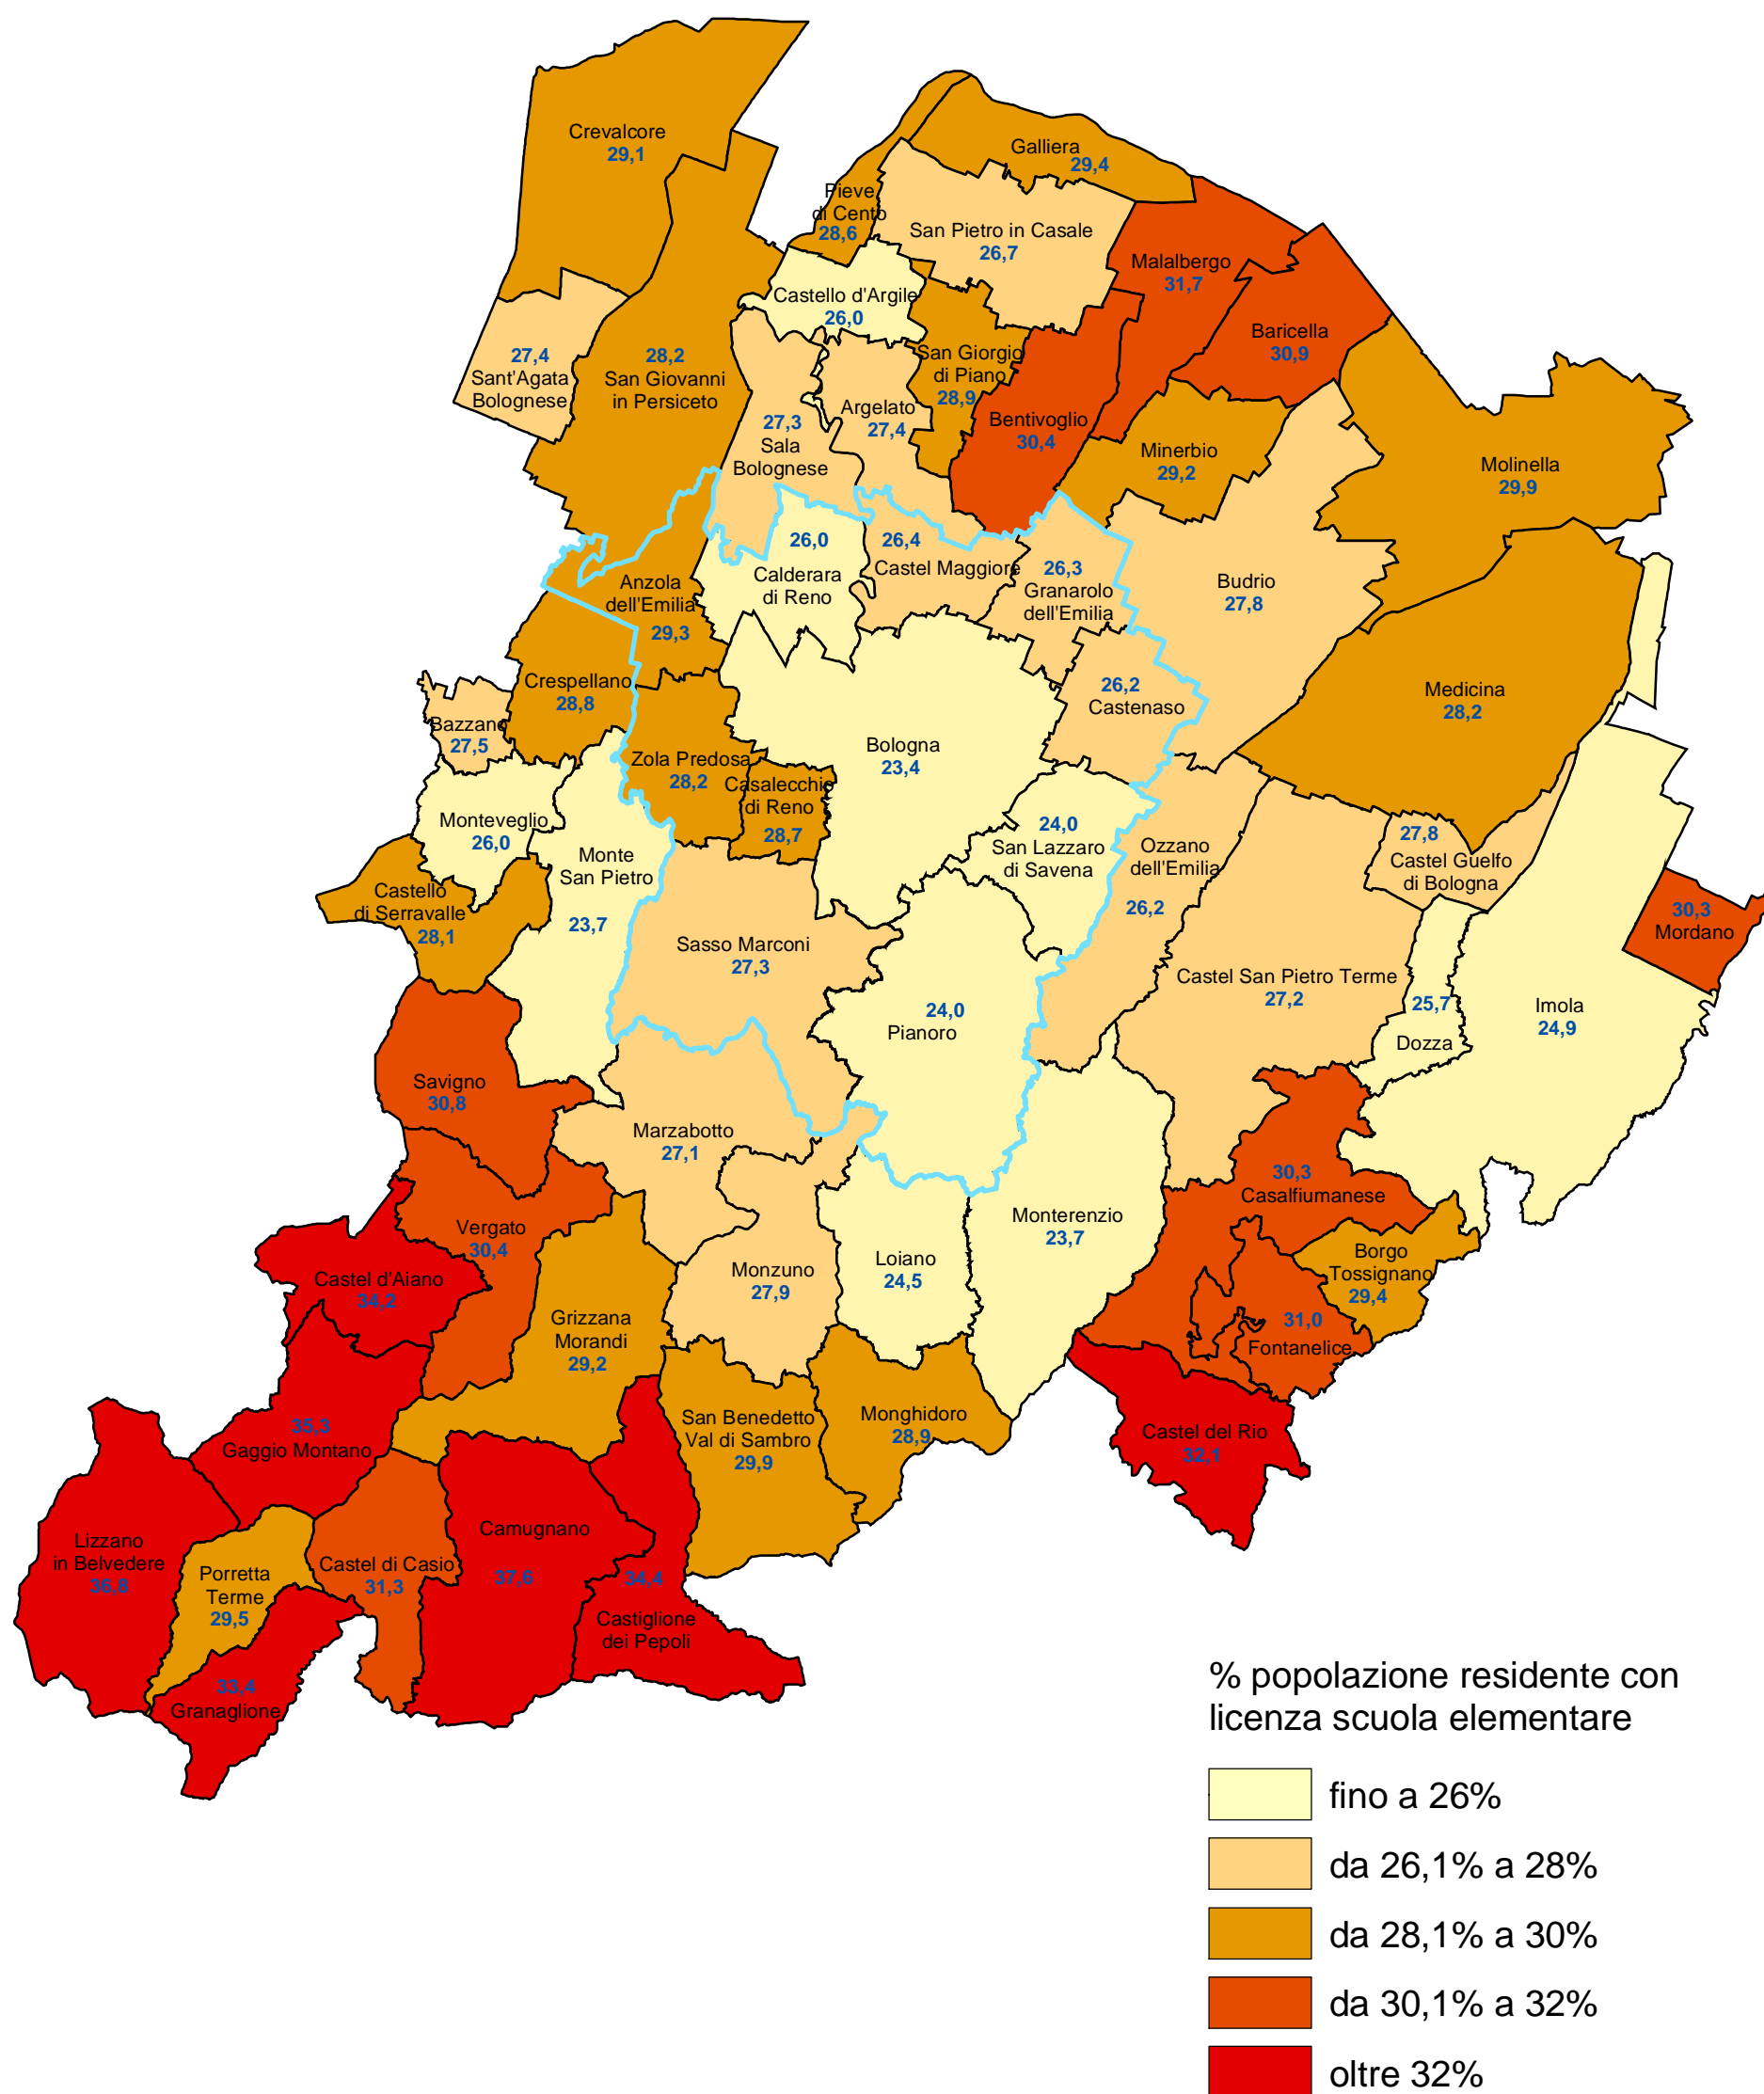 Crevalcore
29,1
Galliera
29,4
Pieve
di Cento
28,6
San Pietro in Casale
26,7
Malalbergo
31,7
Castello d'Argile
26,0
Baricella
30,9
27,4
Sant'Agata
Bolognese
28,2
San Giovanni
in Persiceto
San Giorgio
di Piano
28,9
27,3
Sala
Bolognese
Argelato
27,4
Bentivoglio
30,4
Minerbio
29,2
Molinella
29,9
26,0
Calderara
di Reno
26,4
Castel Maggiore
26,3
Granarolo
dell'Emilia
Budrio
27,8
Anzola
dell'Emilia
29,3
Crespellano
28,8
26,2
Castenaso
Medicina
28,2
Bazzano
27,5
Bologna
23,4
Zola Predosa
28,2
Casalecchio
di Reno
28,7
Monteveglio
26,0
24,0
San Lazzaro
di Savena
Ozzano
dell'Emilia
26,2
27,8
Castel Guelfo
di Bologna
Monte
San Pietro
23,7
Castello
di Serravalle
28,1
30,3
Mordano
Sasso Marconi
27,3
Castel San Pietro Terme
27,2
24,0
Pianoro
25,7
Dozza
Imola
24,9
Savigno
30,8
Marzabotto
27,1
30,3
Casalfiumanese
Vergato
30,4
Monterenzio
23,7
Castel d'Aiano
34,2
Monzuno
27,9
Loiano
24,5
Borgo
Tossignano
29,4
Grizzana
Morandi
29,2
31,0
Fontanelice
35,3
Gaggio Montano
San Benedetto
Val di Sambro
29,9
Monghidoro
28,9
Castel del Rio
32,1
Lizzano
in Belvedere
36,8
Camugnano
37,6
Castel di Casio
31,3
Porretta
Terme
29,5
34,4
Castiglione
dei Pepoli
33,4
Granaglione
% popolazione residente con
licenza scuola elementare
fino a 26%
da 26,1% a 28%
da 28,1% a 30%
da 30,1% a 32%
oltre 32%